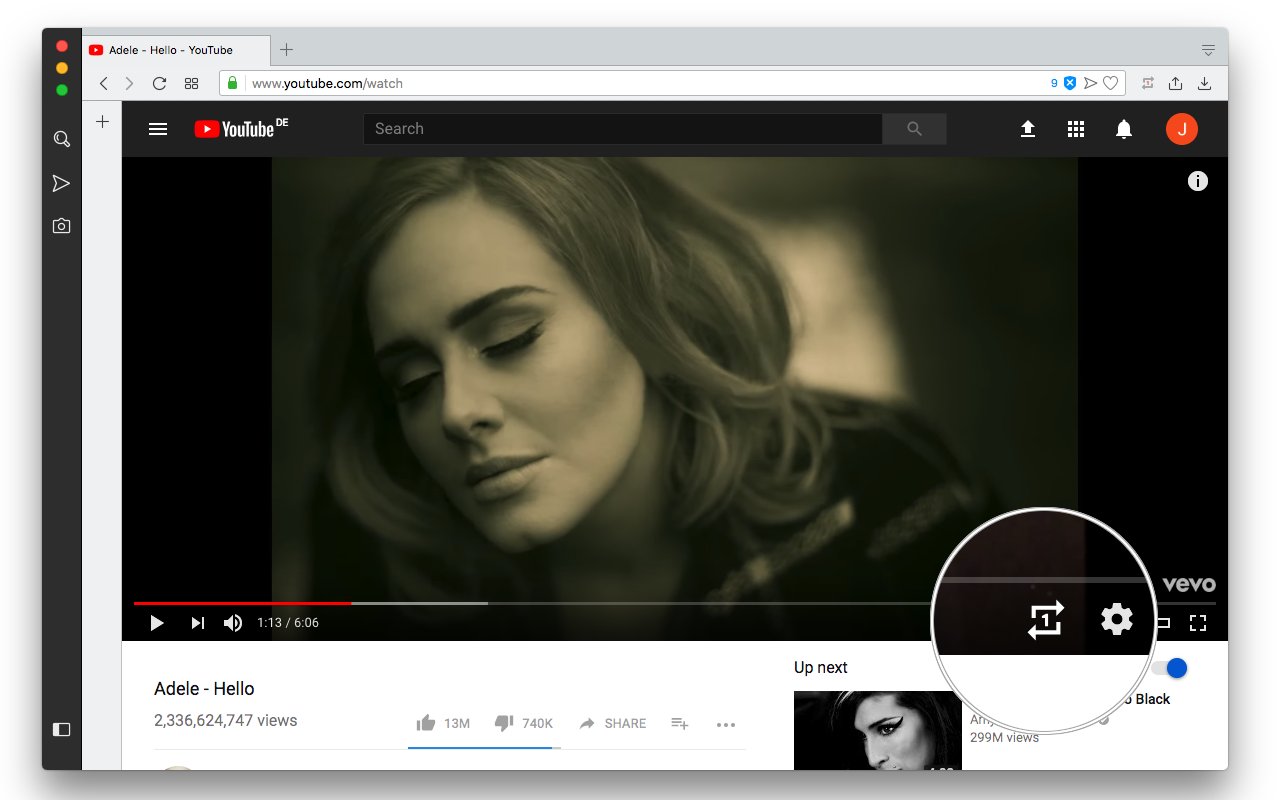 Adele - Hello - YouTube
www.youtube.com/watch
9
YouTube DE
Search
J
vevo
1
1:13 / 6:06
Up next
Adele - Hello
2,336,624,747 views
13M
740K
SHARE
Black
299M views